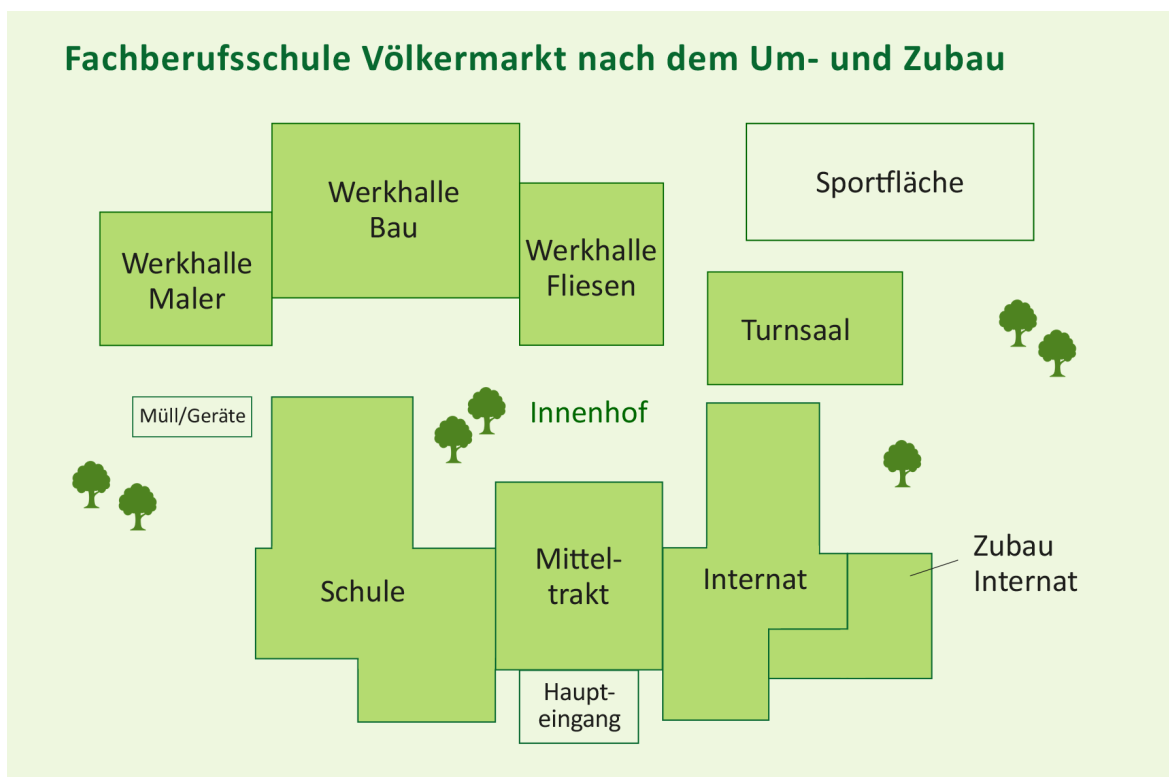 Fachberufsschule Völkermarkt nach dem Um- und Zubau
Werkhalle
Bau
Sportfläche
Werkhalle
Maler
Werkhalle
Fliesen
Turnsaal
Müll/Geräte
Innenhof
Schule
Mittel-
trakt
Internat
Zubau
Internat
Haupt-
eingang